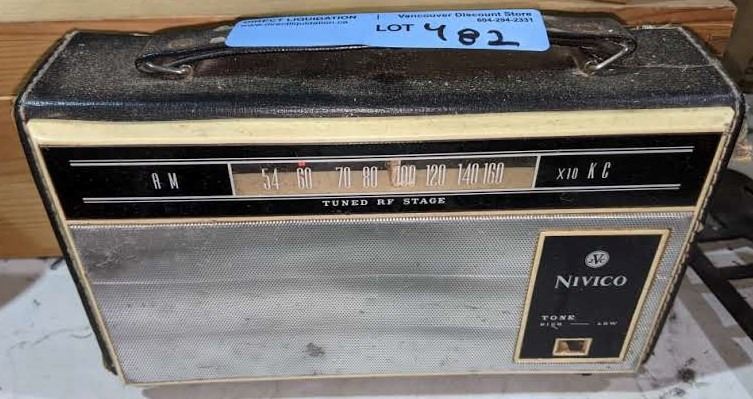 DIRECT LIQUIDATION
www.directliquidation.ca
Vancouver Discount Store
604-294-2331
LOT 482
AM 54 60 70 80 100 120 140 160 X10 KC
TUNED RF STAGE
NIVICO
TONE
HIGH — LOW